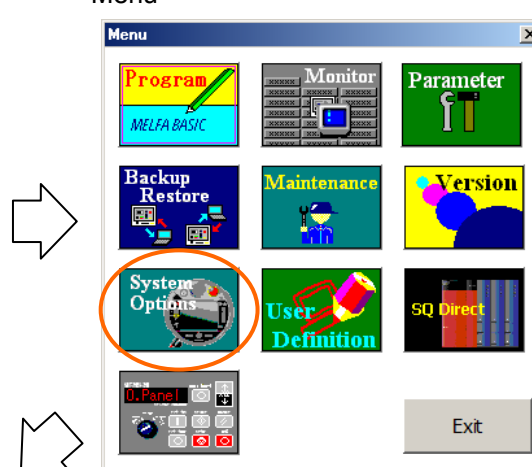 Menu
Menu
Program
MELFA BASIC
Monitor
Parameter
Backup
Restore
Maintenance
Version
System
Options
User
Definition
SQ Direct
O.Panel
Exit